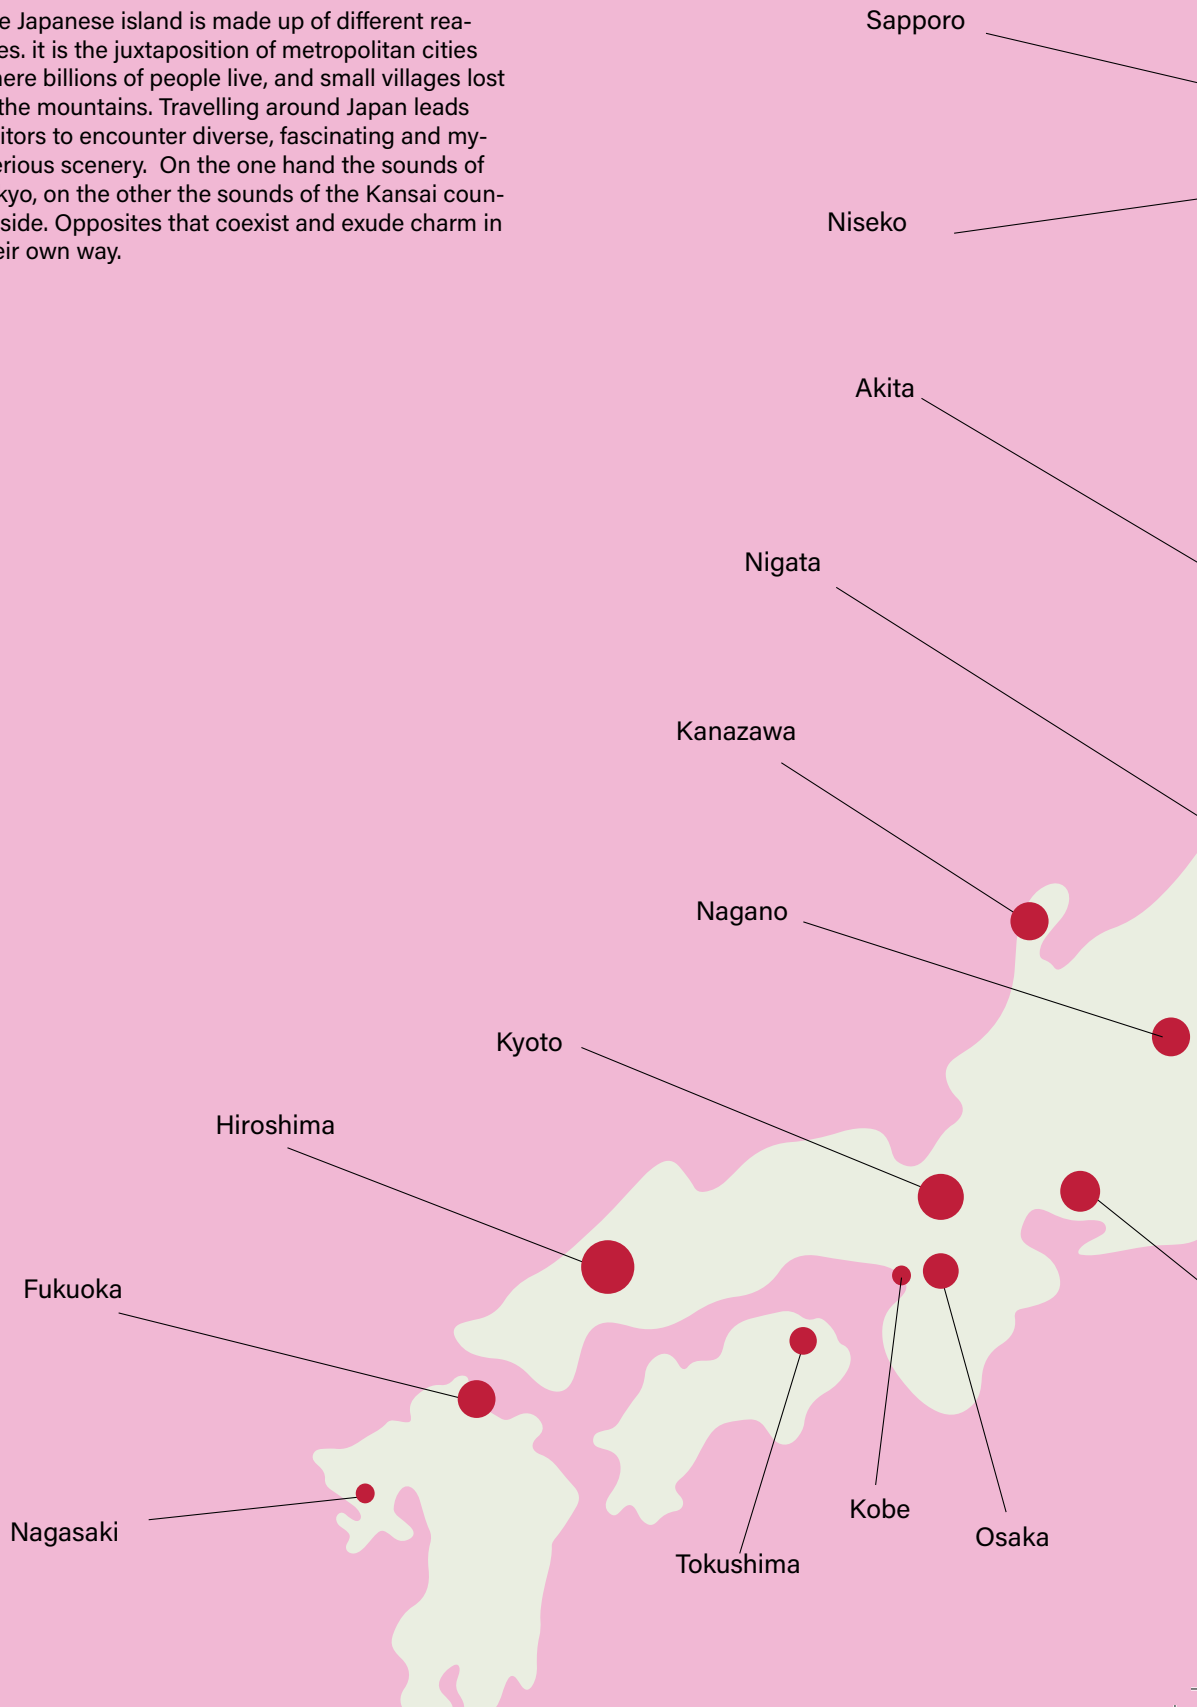 e Japanese island is made up of different rea-
es. it is the juxtaposition of metropolitan cities
ere billions of people live, and small villages lost
the mountains. Travelling around Japan leads
itors to encounter diverse, fascinating and my-
erious scenery.  On the one hand the sounds of
kyo, on the other the sounds of the Kansai coun-
side. Opposites that coexist and exude charm in
eir own way.
Sapporo
Niseko
Akita
Nigata
Kanazawa
Nagano
Kyoto
Hiroshima
Fukuoka
Nagasaki
Kobe
Osaka
Tokushima